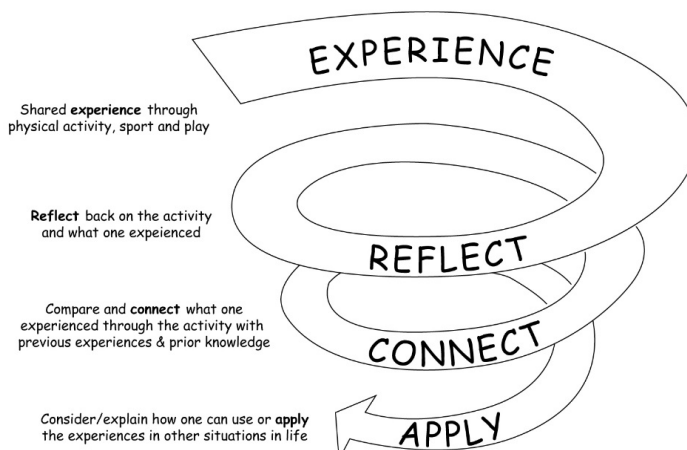 EXPERIENCE
Shared experience through
physical activity, sport and play
Reflect back on the activity
and what one expeienced
REFLECT
Compare and connect what one
experienced through the activity with
previous experiences & prior knowledge
CONNECT
Consider/explain how one can use or apply
the experiences in other situations in life
APPLY